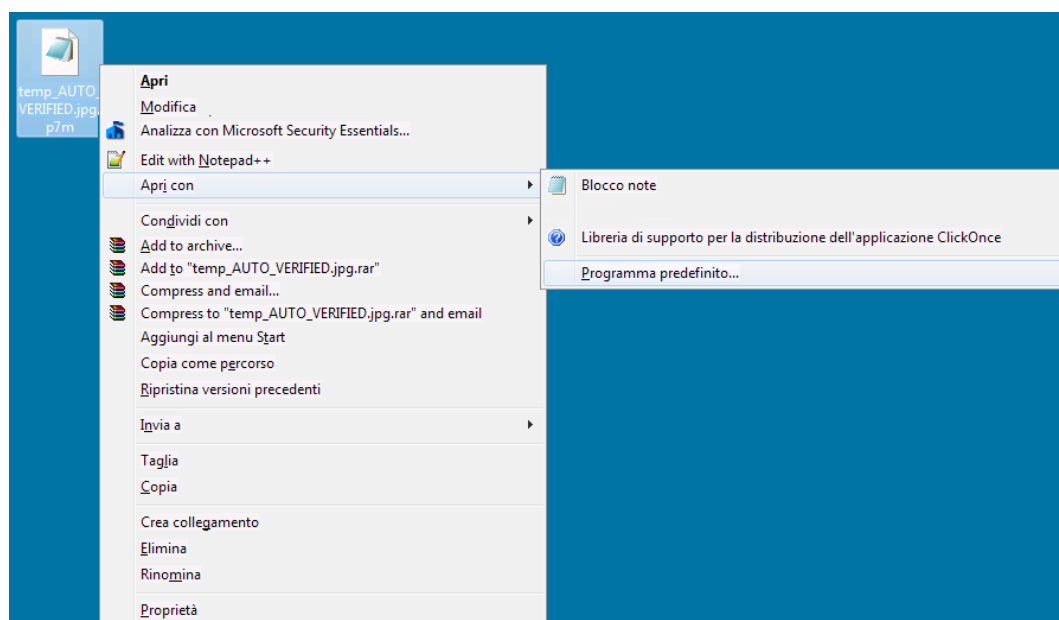 temp_AUTO_
VERIFIED.jpg.
p7m
Apri
Modifica
Analizza con Microsoft Security Essentials...
Edit with Notepad++
Apri con
Condividi con
Add to archive...
Add to "temp_AUTO_VERIFIED.jpg.rar"
Compress and email...
Compress to "temp_AUTO_VERIFIED.jpg.rar" and email
Aggiungi al menu Start
Copia come percorso
Ripristina versioni precedenti
Invia a
Taglia
Copia
Crea collegamento
Elimina
Rinomina
Proprietà
Blocco note
Libreria di supporto per la distribuzione dell'applicazione ClickOnce
Programma predefinito...